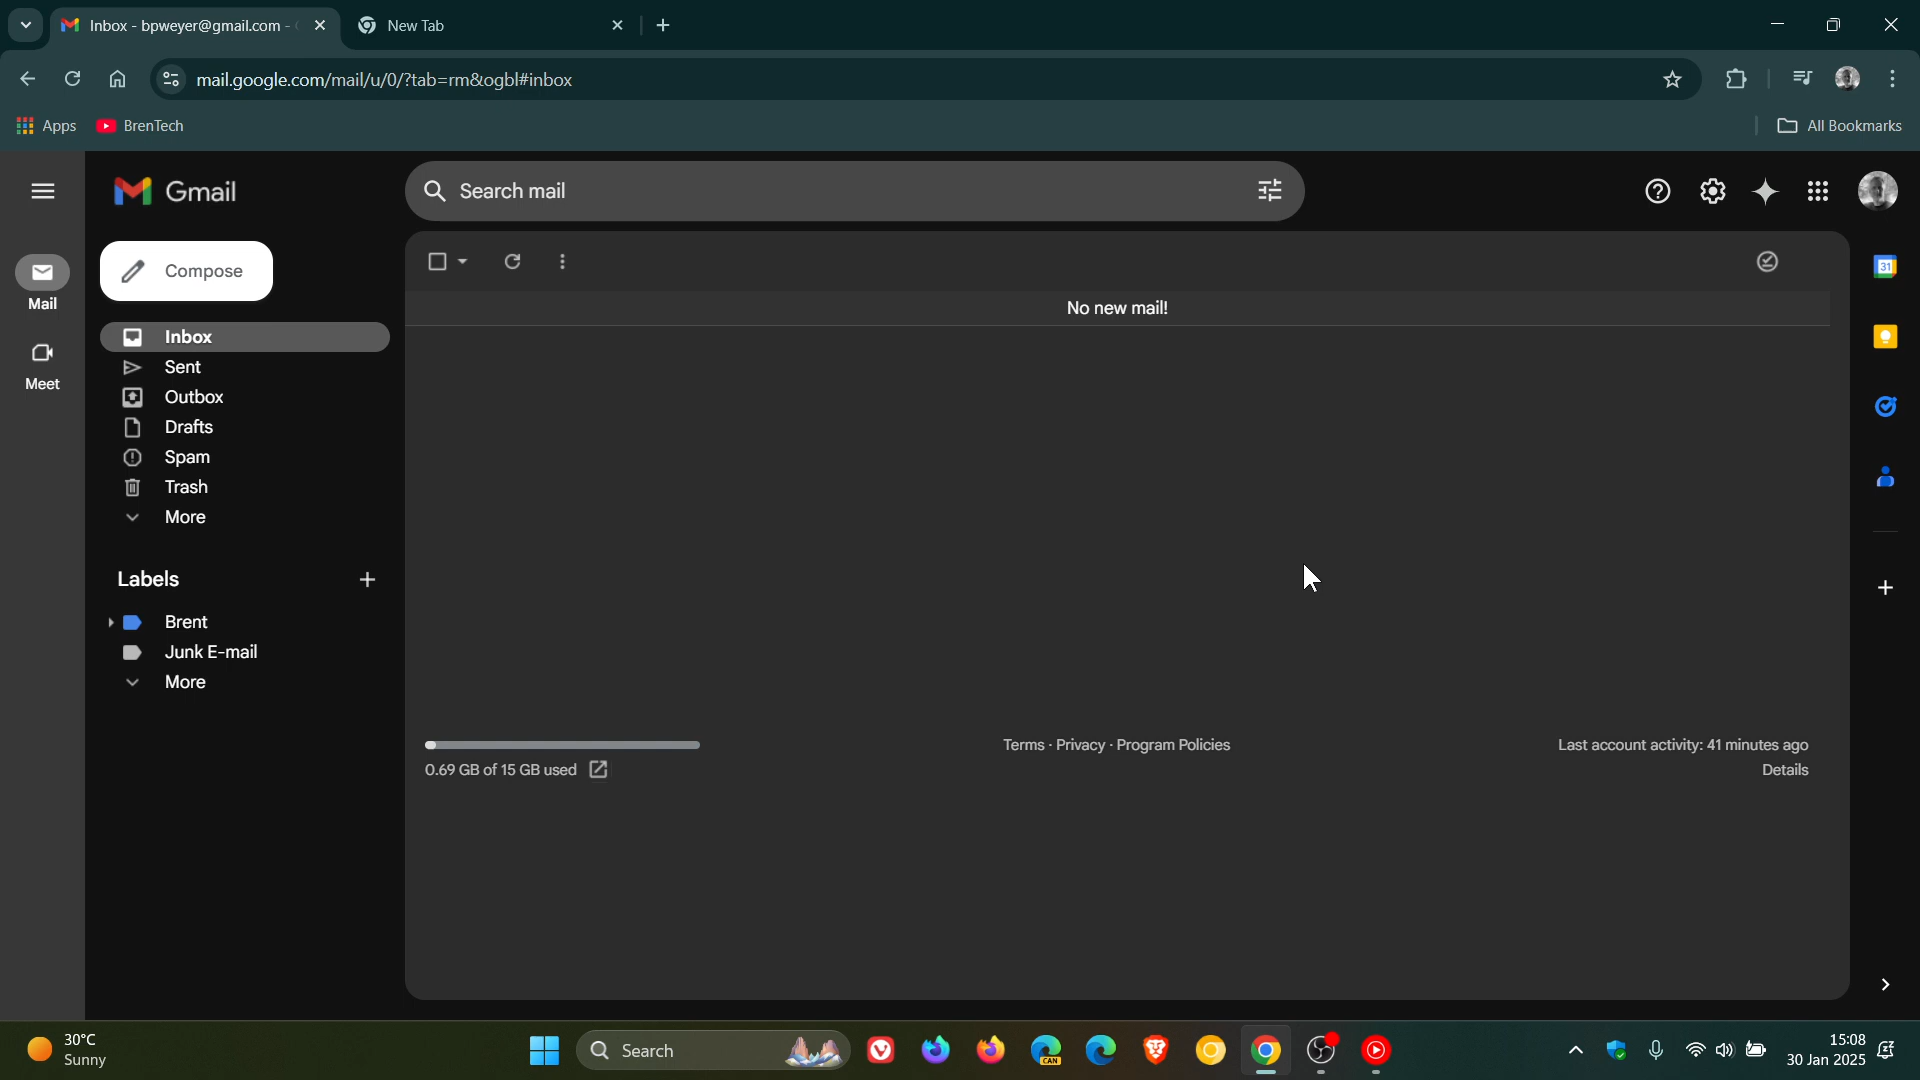 Inbox - bpweyer@gmail.com -
New Tab
mail.google.com/mail/u/0/?tab=rm&ogbl#inbox
Apps
BrenTech
All Bookmarks
Gmail
Search mail
Compose
Mail
Meet
Inbox
Sent
Outbox
Drafts
Spam
Trash
More
Labels
Brent
Junk E-mail
More
No new mail!
31
0.69 GB of 15 GB used
Terms · Privacy · Program Policies
Last account activity: 41 minutes ago
Details
30°C
Sunny
Search
CAN
15:08
30 Jan 2025